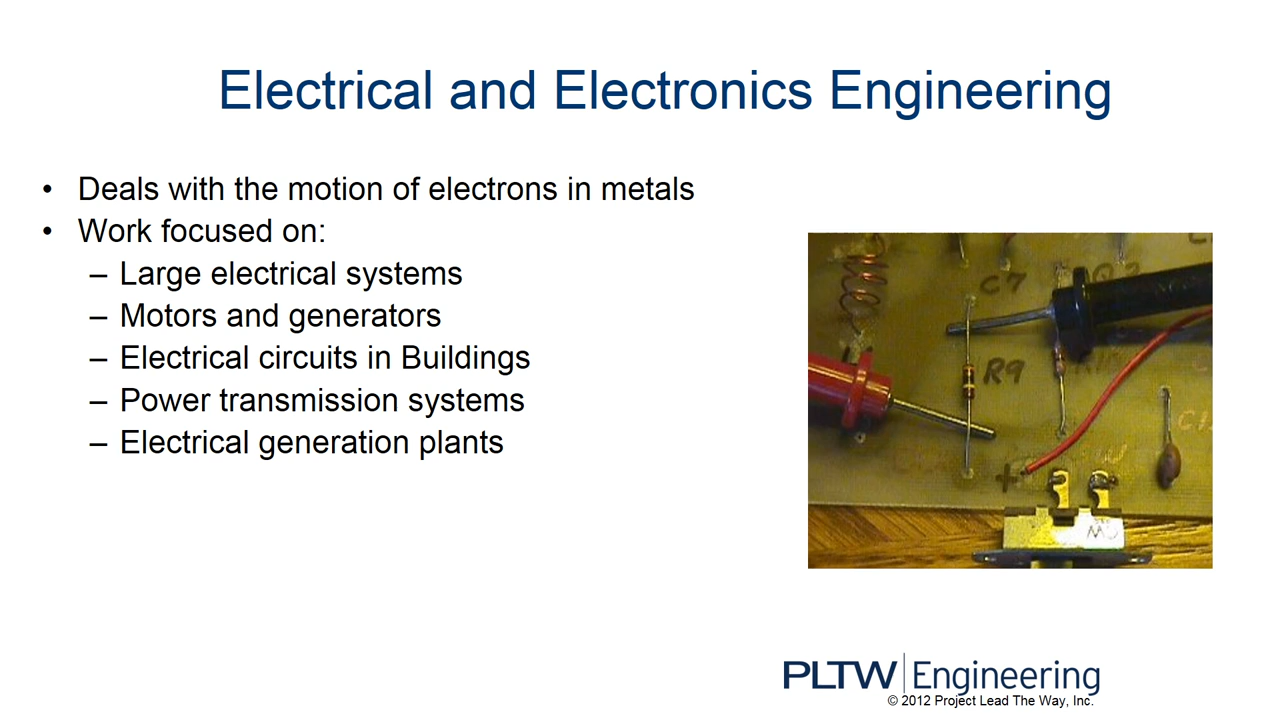 Electrical and Electronics Engineering
• Deals with the motion of electrons in metals
• Work focused on:
– Large electrical systems
– Motors and generators
– Electrical circuits in Buildings
– Power transmission systems
– Electrical generation plants
C7
R9
+
PLTW Engineering
© 2012 Project Lead The Way, Inc.